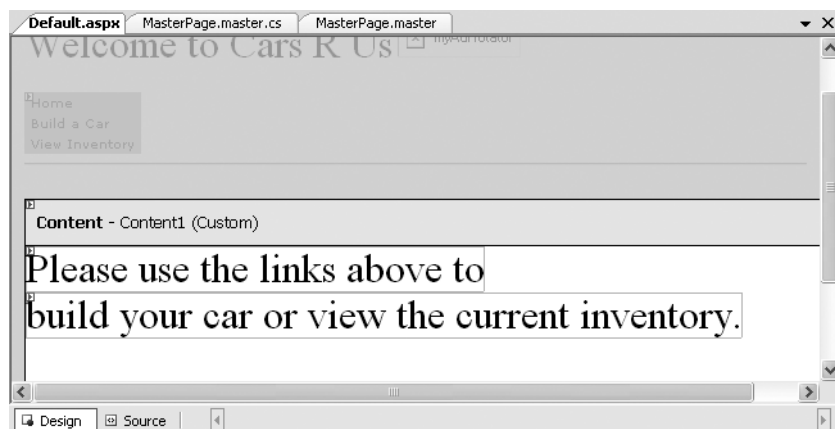 Default.aspx MasterPage.master.cs MasterPage.master
Welcome to Cars R Us myAdRotator
Home
Build a Car
View Inventory
Content - Content1 (Custom)
Please use the links above to
build your car or view the current inventory.
Design Source